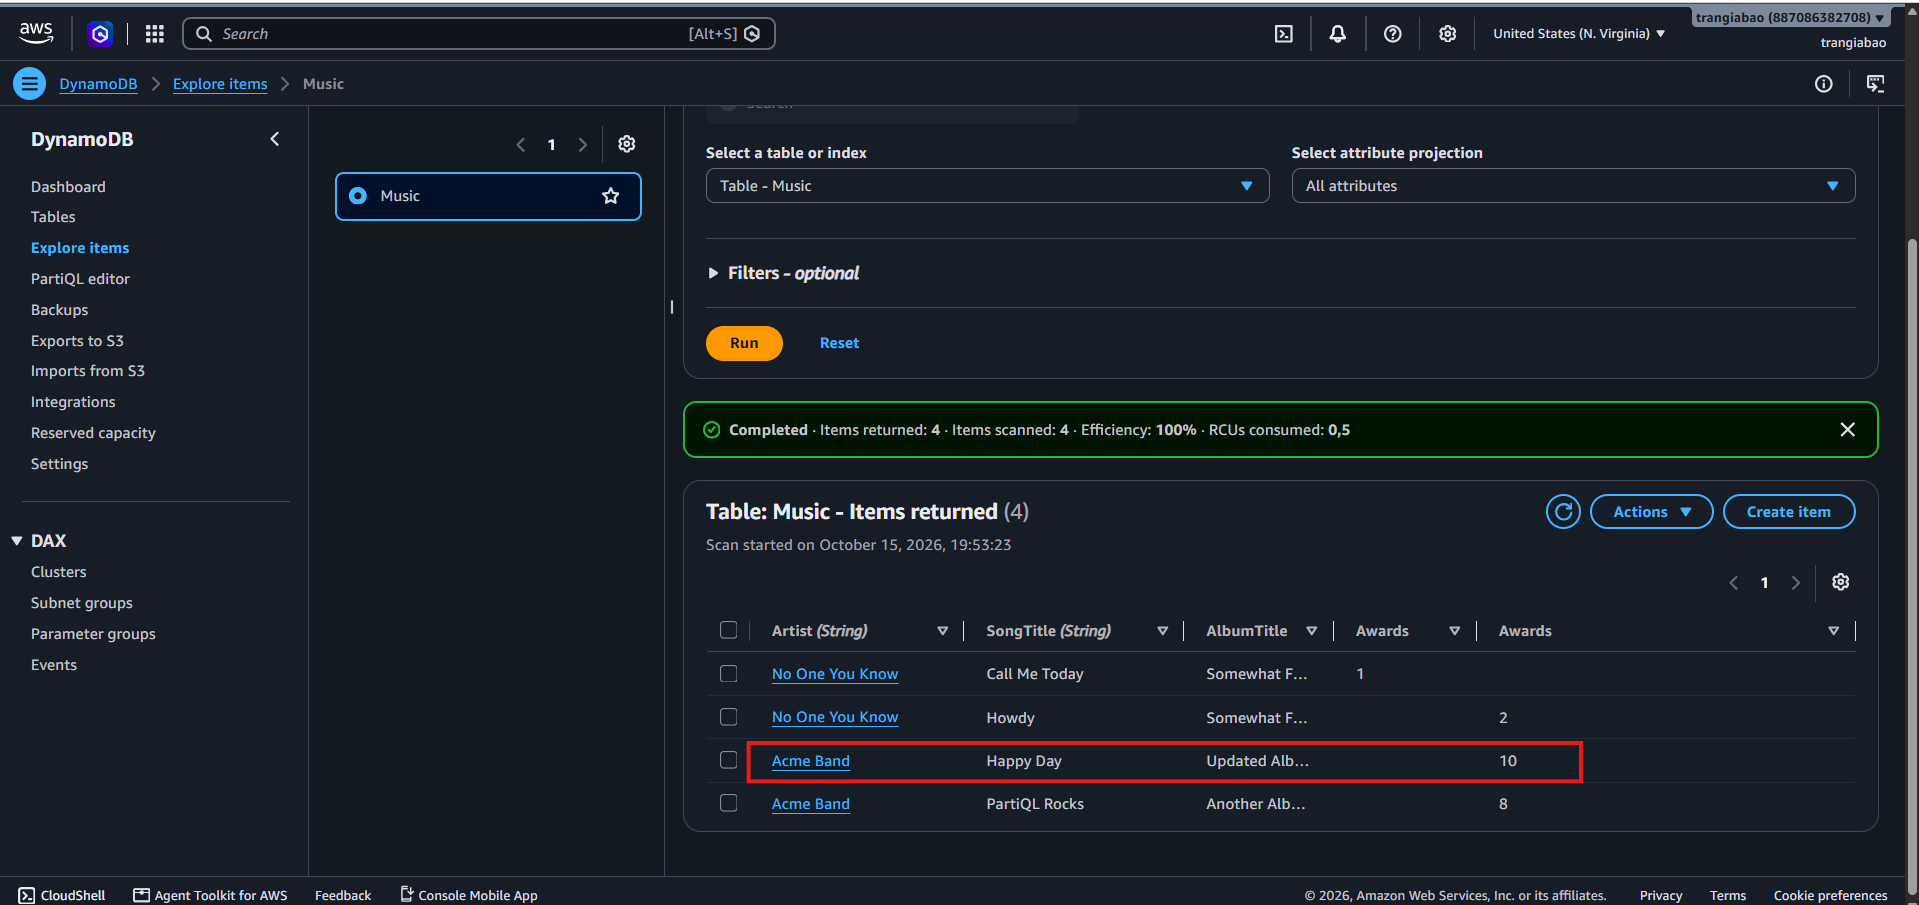 aws
Search [Alt+S]
United States (N. Virginia)
trangiabao (887086382708)
trangiabao
DynamoDB
Explore items
Music
DynamoDB
Dashboard
Tables
Explore items
PartiQL editor
Backups
Exports to S3
Imports from S3
Integrations
Reserved capacity
Settings
DAX
Clusters
Subnet groups
Parameter groups
Events
1
Music
Search
Select a table or index
Table - Music
Select attribute projection
All attributes
Filters - optional
Run Reset
Completed · Items returned: 4 · Items scanned: 4 · Efficiency: 100% · RCUs consumed: 0,5
Table: Music - Items returned (4)
Scan started on October 15, 2026, 19:53:23
Actions
Create item
1
Artist (String) SongTitle (String) AlbumTitle Awards Awards
No One You Know Call Me Today Somewhat F... 1
No One You Know Howdy Somewhat F... 2
Acme Band Happy Day Updated Alb... 10
Acme Band PartiQL Rocks Another Alb... 8
CloudShell Agent Toolkit for AWS Feedback Console Mobile App © 2026, Amazon Web Services, Inc. or its affiliates. Privacy Terms Cookie preferences